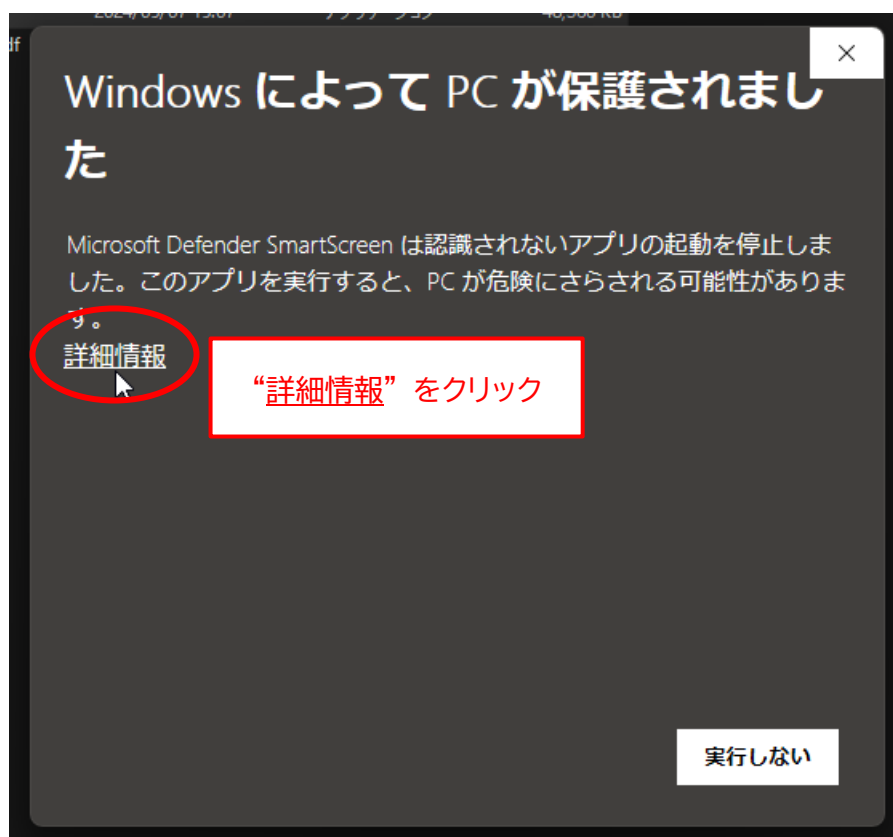 df
Windows によって PC が保護されまし
た
Microsoft Defender SmartScreen は認識されないアプリの起動を停止しま
した。このアプリを実行すると、PC が危険にさらされる可能性がありま
す。
詳細情報
“詳細情報”をクリック
実行しない